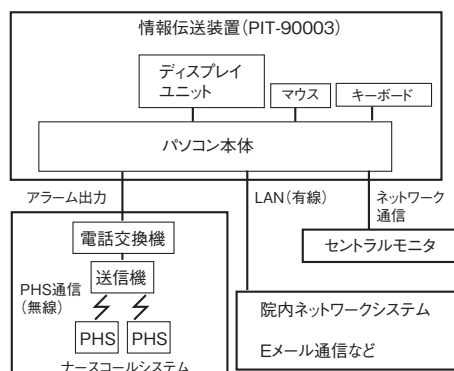 情報伝送装置(PIT-90003)
ディスプレイ
ユニット
マウス
キーボード
パソコン本体
アラーム出力
LAN(有線)
ネットワーク
通信
電話交換機
セントラルモニタ
送信機
PHS通信
(無線)
PHS
PHS
ナースコールシステム
院内ネットワークシステム
Eメール通信など